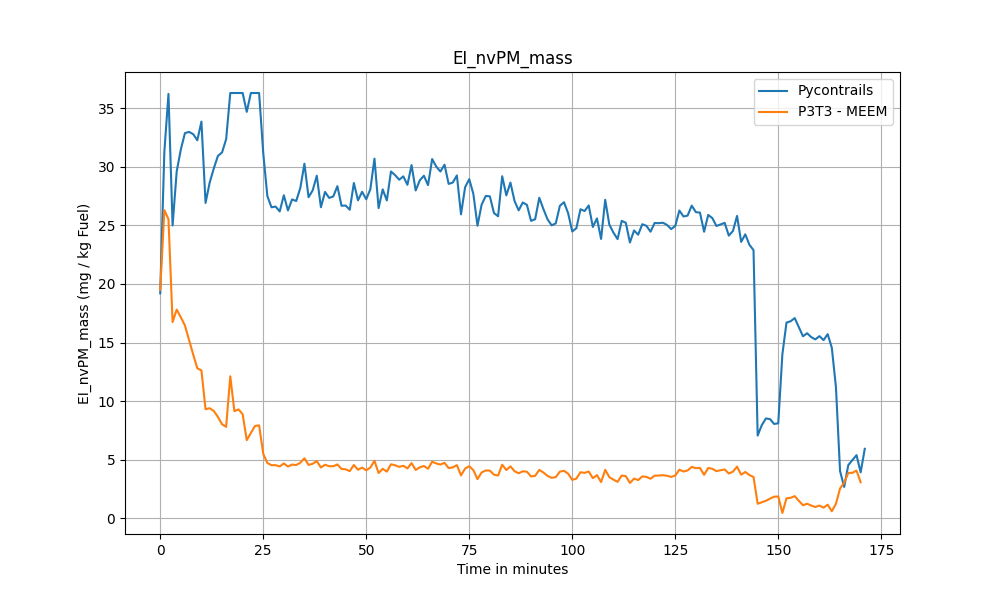 EI_nvPM_mass
Pycontrails
P3T3 - MEEM
EI_nvPM_mass (mg / kg Fuel)
35
30
25
20
15
10
5
0
0 25 50 75 100 125 150 175
Time in minutes